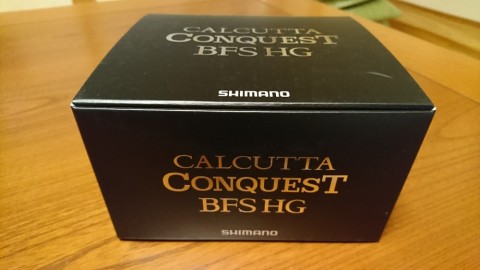 CALCUTTA
CONQUEST
BFS HG
SHIMANO
CALCUTTA
CONQUEST
BFS HG
SHIMANO